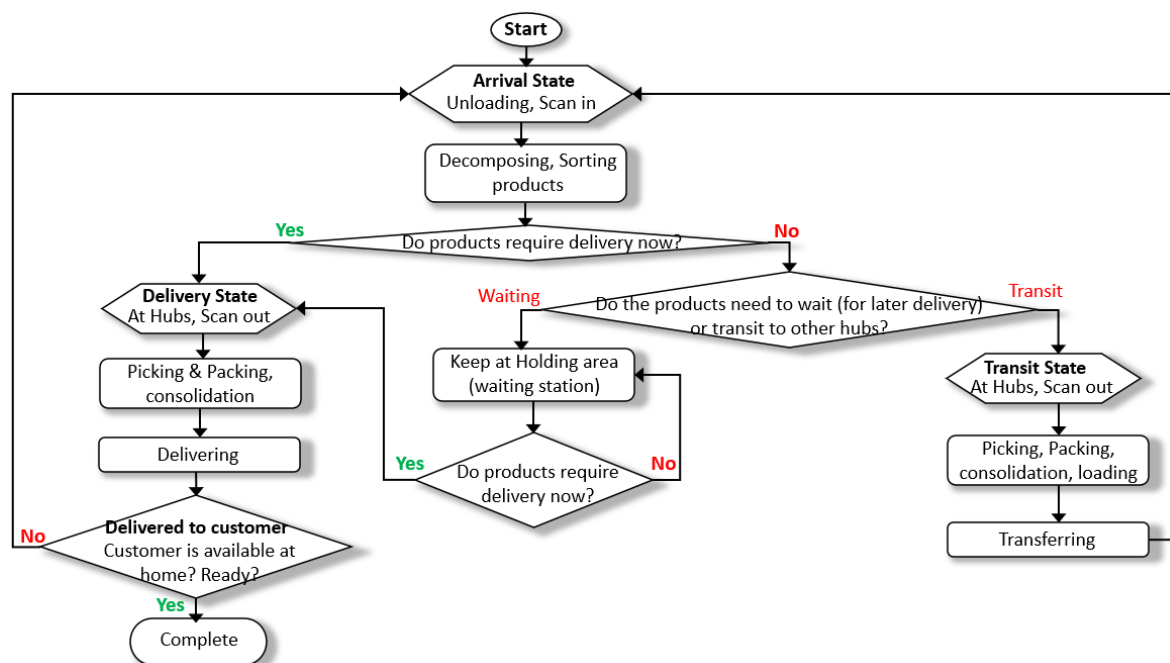 Start
Arrival State
Unloading, Scan in
Decomposing, Sorting
products
Yes
Do products require delivery now?
No
Delivery State
At Hubs, Scan out
Picking & Packing,
consolidation
Delivering
No
Delivered to customer
Customer is available at
home? Ready?
Yes
Complete
Waiting
Do the products need to wait (for later delivery)
or transit to other hubs?
Transit
Keep at Holding area
(waiting station)
Yes
Do products require
delivery now?
No
Transit State
At Hubs, Scan out
Picking, Packing,
consolidation, loading
Transferring